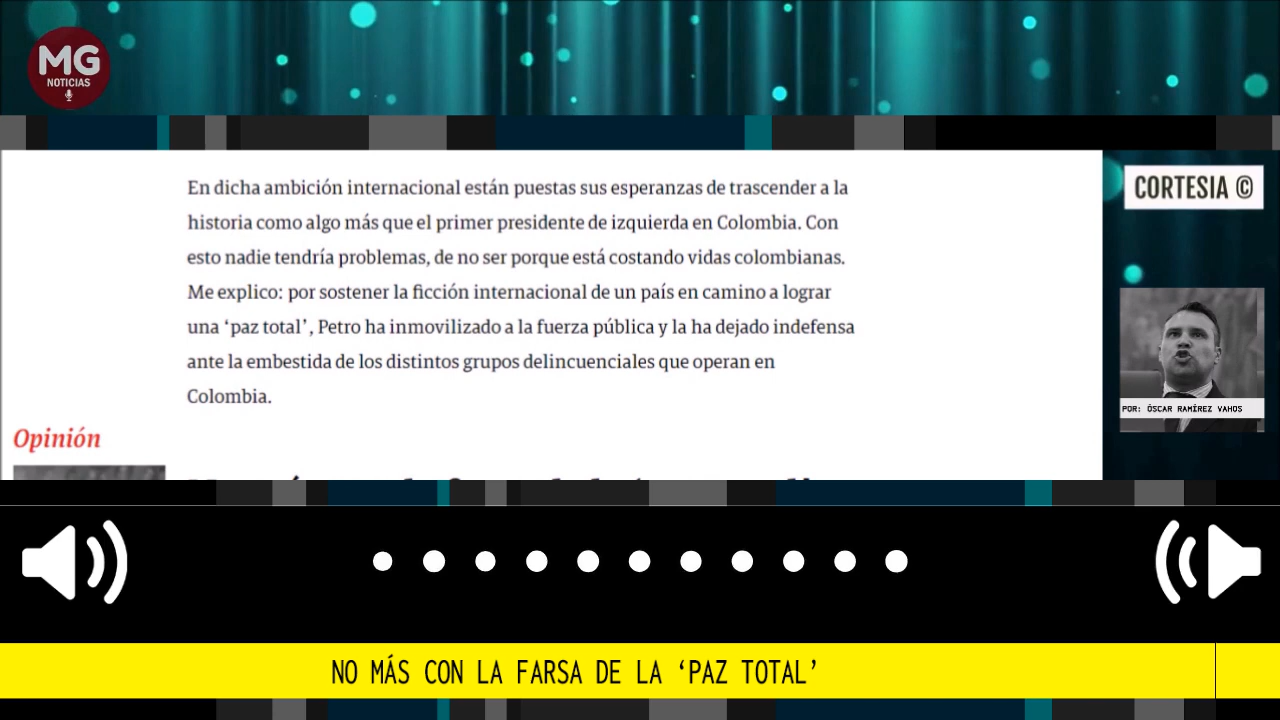 MG
NOTICIAS
En dicha ambición internacional están puestas sus esperanzas de trascender a la
historia como algo más que el primer presidente de izquierda en Colombia. Con
esto nadie tendría problemas, de no ser porque está costando vidas colombianas.
Me explico: por sostener la ficción internacional de un país en camino a lograr
una ‘paz total’, Petro ha inmovilizado a la fuerza pública y la ha dejado indefensa
ante la embestida de los distintos grupos delincuenciales que operan en
Colombia.
Opinión
CORTESIA ©
POR: ÓSCAR RAMÍREZ VAHOS
NO MÁS CON LA FARSA DE LA ‘PAZ TOTAL’